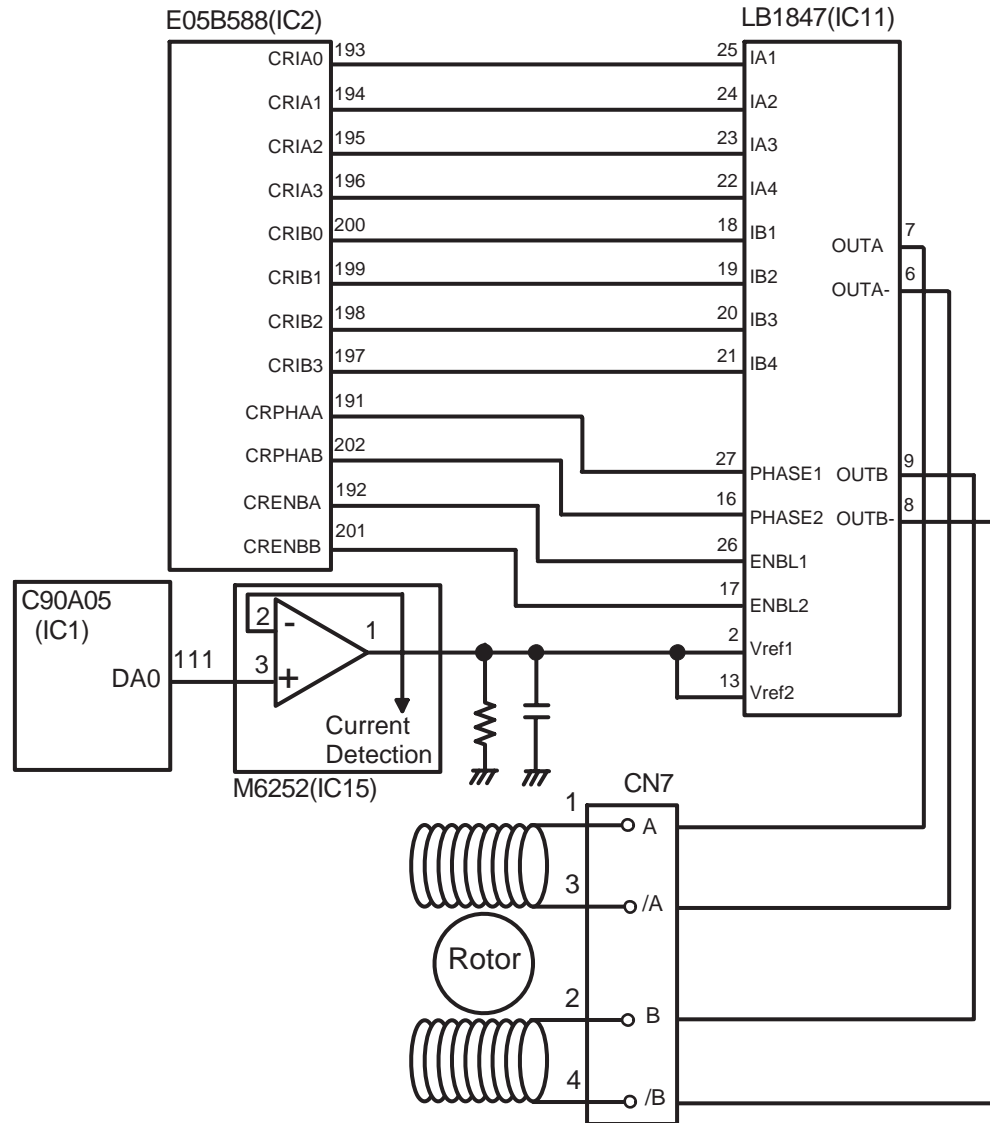 E05B588(IC2)
LB1847(IC11)
CRIA0 193 25 IA1
CRIA1 194 24 IA2
CRIA2 195 23 IA3
CRIA3 196 22 IA4
CRIB0 200 18 IB1
CRIB1 199 19 IB2
CRIB2 198 20 IB3
CRIB3 197 21 IB4
OUTA 7
OUTA- 6
CRPHAA 191 27 PHASE1 OUTB 9
CRPHAB 202 16 PHASE2 OUTB- 8
CRENBA 192 26 ENBL1
CRENBB 201 17 ENBL2
C90A05
(IC1)
DA0 111
2 - 1
3 +
Current
Detection
M6252(IC15)
2 Vref1
13 Vref2
CN7
1 A
3 /A
Rotor
2 B
4 /B